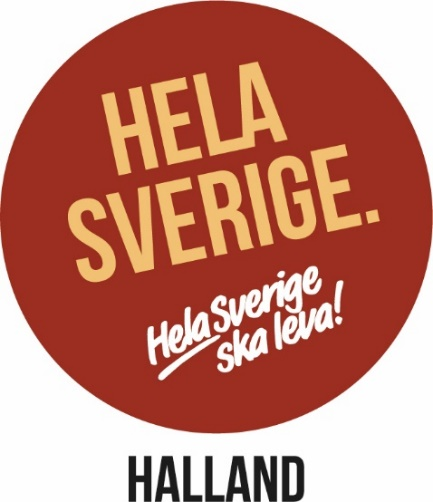 HELA
SVERIGE.
Hela Sverige
ska leva!
HALLAND